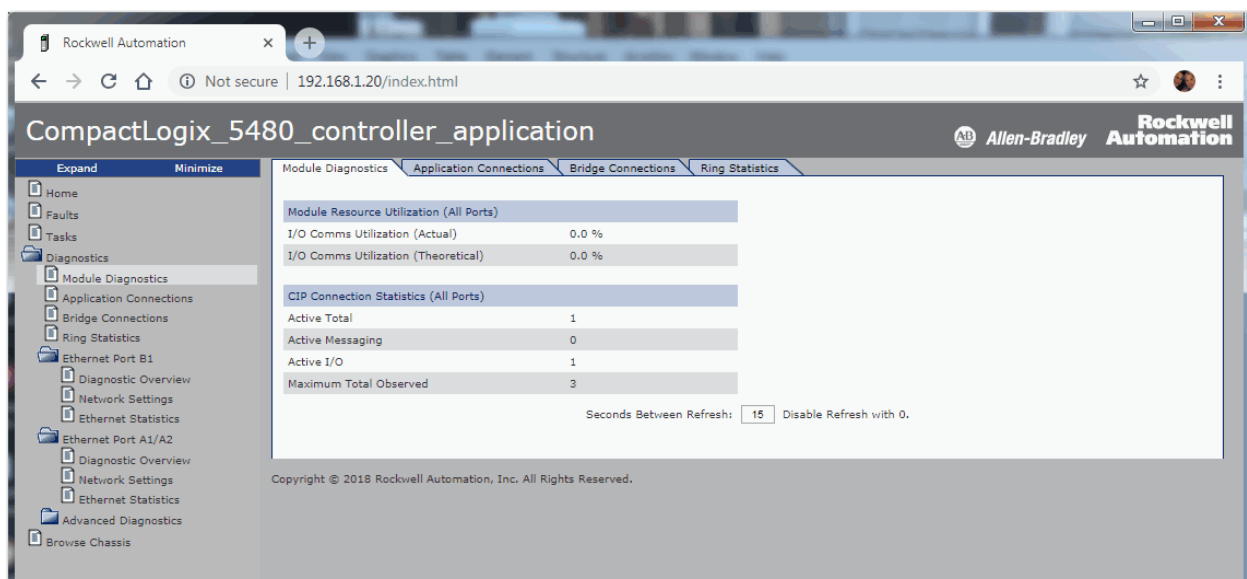 Rockwell Automation
Not secure | 192.168.1.20/index.html
CompactLogix_5480_controller_application
AB Allen-Bradley Rockwell Automation
Expand Minimize
Home
Faults
Tasks
Diagnostics
Module Diagnostics
Application Connections
Bridge Connections
Ring Statistics
Ethernet Port B1
Diagnostic Overview
Network Settings
Ethernet Statistics
Ethernet Port A1/A2
Diagnostic Overview
Network Settings
Ethernet Statistics
Advanced Diagnostics
Browse Chassis
Module Diagnostics Application Connections Bridge Connections Ring Statistics
Module Resource Utilization (All Ports)
I/O Comms Utilization (Actual) 0.0 %
I/O Comms Utilization (Theoretical) 0.0 %
CIP Connection Statistics (All Ports)
Active Total 1
Active Messaging 0
Active I/O 1
Maximum Total Observed 3
Seconds Between Refresh: 15 Disable Refresh with 0.
Copyright © 2018 Rockwell Automation, Inc. All Rights Reserved.